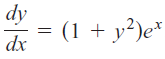 dy/dx = (1 + y²)eˣ